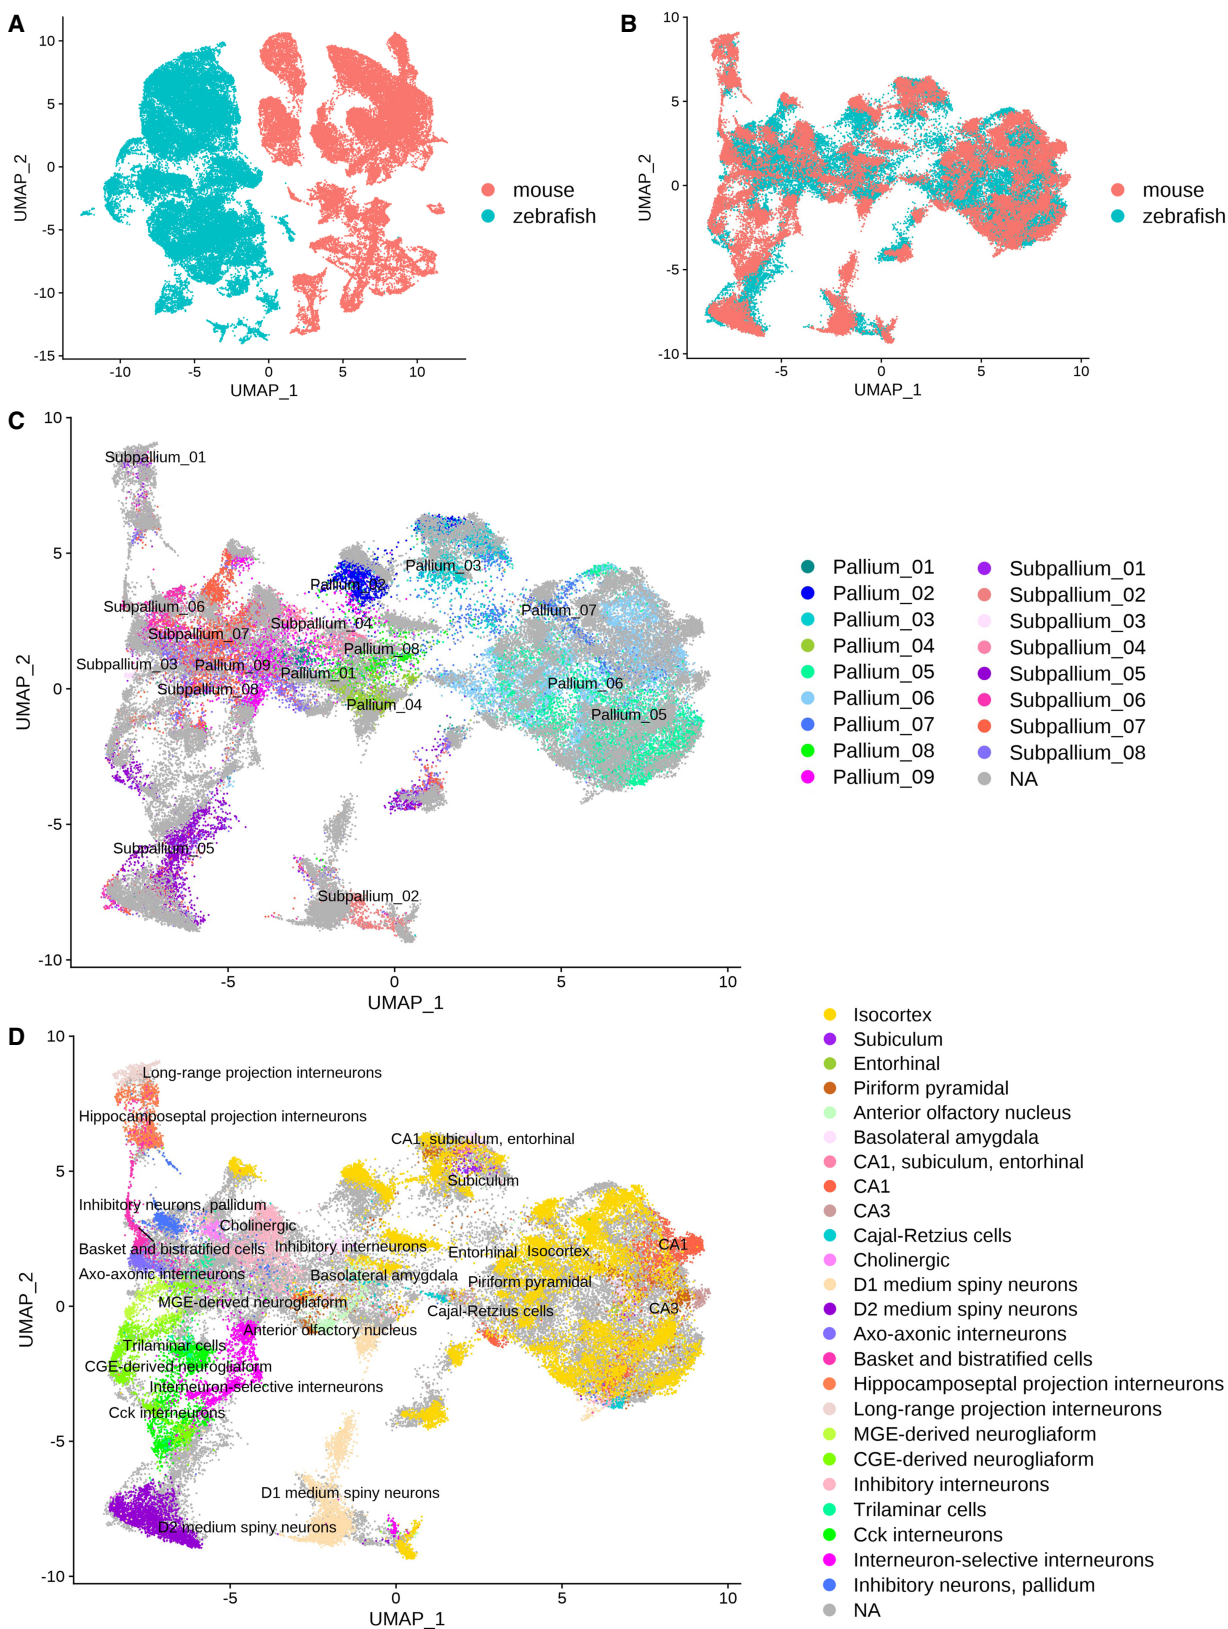 A
10
5
0
-5
-10
-15
UMAP_2
-10
-5
0
5
10
UMAP_1
mouse
zebrafish
B
10
5
0
-5
-10
UMAP_2
-5
0
5
10
UMAP_1
mouse
zebrafish
C
10
5
0
-5
-10
UMAP_2
-5
0
5
10
UMAP_1
Subpallium_01
Pallium_03
Pallium_02
Subpallium_06
Pallium_07
Subpallium_04
Subpallium_07
Pallium_08
Subpallium_03
Pallium_09
Pallium_01
Subpallium_08
Pallium_06
Pallium_04
Pallium_05
Subpallium_05
Subpallium_02
Pallium_01
Pallium_02
Pallium_03
Pallium_04
Pallium_05
Pallium_06
Pallium_07
Pallium_08
Pallium_09
Subpallium_01
Subpallium_02
Subpallium_03
Subpallium_04
Subpallium_05
Subpallium_06
Subpallium_07
Subpallium_08
NA
D
10
5
0
-5
-10
UMAP_2
-5
0
5
10
UMAP_1
Long-range projection interneurons
Hippocamposeptal projection interneurons
CA1, subiculum, entorhinal
Subiculum
Inhibitory neurons, pallidum
Cholinergic
Basket and bistratified cells
Inhibitory interneurons
Entorhinal
Isocortex
CA1
Axo-axonic interneurons
Basolateral amygdala
Piriform pyramidal
MGE-derived neurogliaform
Cajal-Retzius cells
CA3
Anterior olfactory nucleus
Trilaminar cells
CGE-derived neurogliaform
Interneuron-selective interneurons
Cck interneurons
D1 medium spiny neurons
D2 medium spiny neurons
Isocortex
Subiculum
Entorhinal
Piriform pyramidal
Anterior olfactory nucleus
Basolateral amygdala
CA1, subiculum, entorhinal
CA1
CA3
Cajal-Retzius cells
Cholinergic
D1 medium spiny neurons
D2 medium spiny neurons
Axo-axonic interneurons
Basket and bistratified cells
Hippocamposeptal projection interneurons
Long-range projection interneurons
MGE-derived neurogliaform
CGE-derived neurogliaform
Inhibitory interneurons
Trilaminar cells
Cck interneurons
Interneuron-selective interneurons
Inhibitory neurons, pallidum
NA